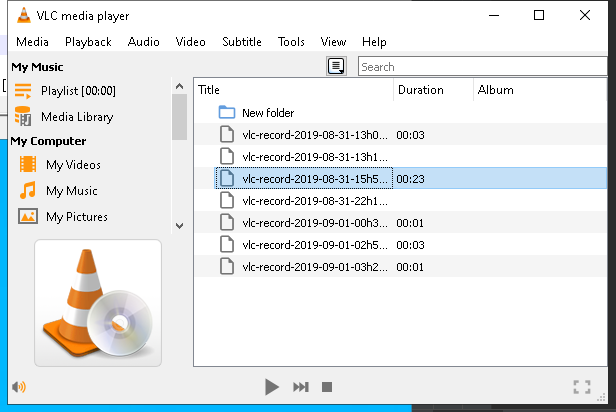 VLC media player
Media Playback Audio Video Subtitle Tools View Help
My Music
Playlist [00:00]
Media Library
My Computer
My Videos
My Music
My Pictures
Search
Title Duration Album
New folder
vlc-record-2019-08-31-13h0... 00:03
vlc-record-2019-08-31-13h1...
vlc-record-2019-08-31-15h5... 00:23
vlc-record-2019-08-31-22h1...
vlc-record-2019-09-01-00h3... 00:01
vlc-record-2019-09-01-02h5... 00:03
vlc-record-2019-09-01-03h2... 00:01